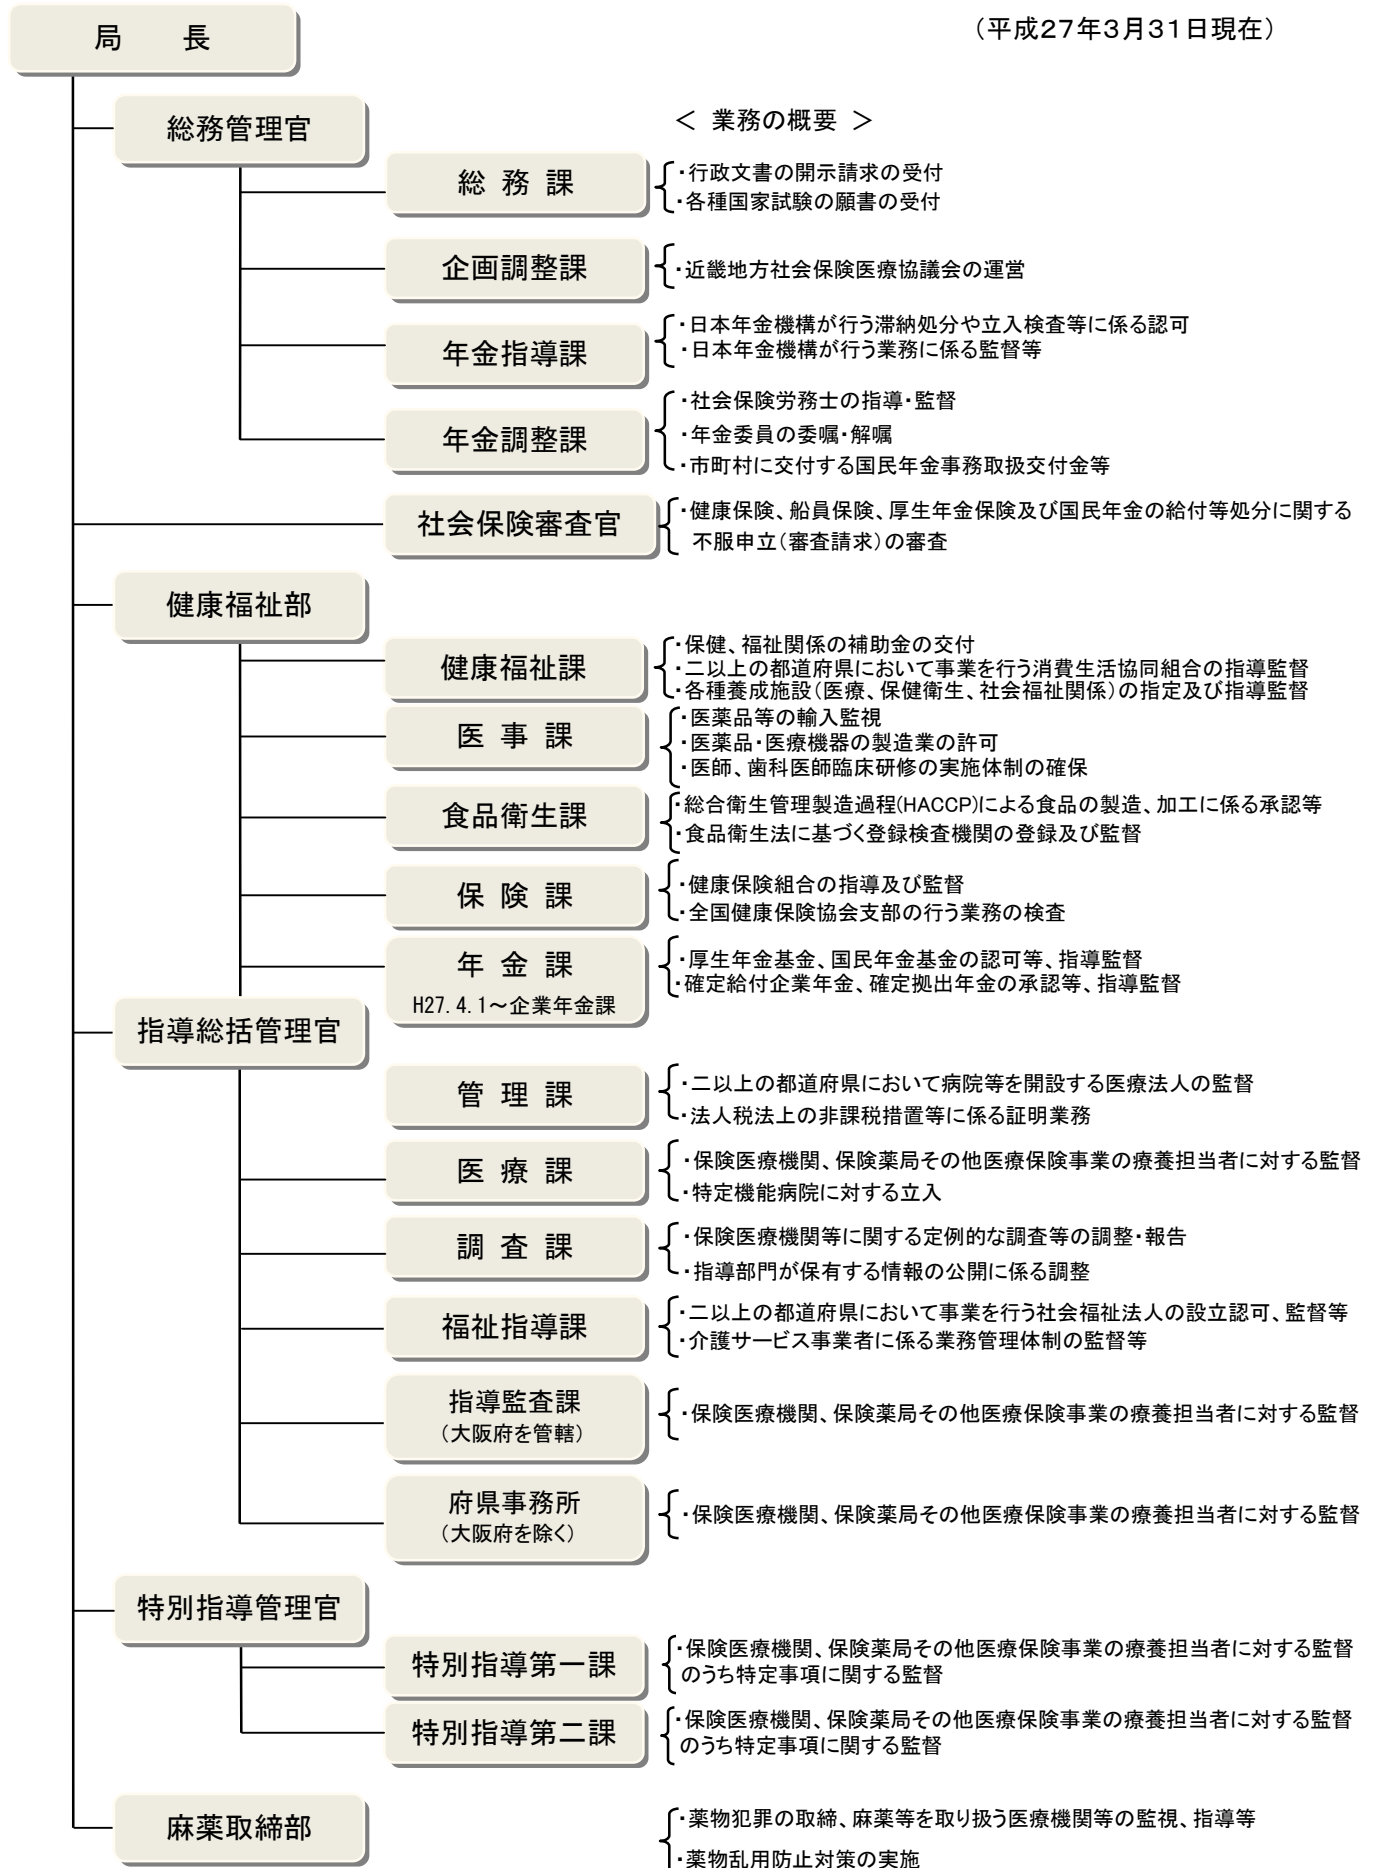 局　長
（平成27年3月31日現在）
総務管理官
＜ 業務の概要 ＞
総 務 課
・行政文書の開示請求の受付
・各種国家試験の願書の受付
企画調整課
・近畿地方社会保険医療協議会の運営
年金指導課
・日本年金機構が行う滞納処分や立入検査等に係る認可
・日本年金機構が行う業務に係る監督等
年金調整課
・社会保険労務士の指導・監督
・年金委員の委嘱・解嘱
・市町村に交付する国民年金事務取扱交付金等
社会保険審査官
・健康保険、船員保険、厚生年金保険及び国民年金の給付等処分に関する
不服申立（審査請求）の審査
健康福祉部
健康福祉課
・保健、福祉関係の補助金の交付
・二以上の都道府県において事業を行う消費生活協同組合の指導監督
・各種養成施設（医療、保健衛生、社会福祉関係）の指定及び指導監督
医 事 課
・医薬品等の輸入監視
・医薬品・医療機器の製造業の許可
・医師、歯科医師臨床研修の実施体制の確保
食品衛生課
・総合衛生管理製造過程(HACCP)による食品の製造、加工に係る承認等
・食品衛生法に基づく登録検査機関の登録及び監督
保 険 課
・健康保険組合の指導及び監督
・全国健康保険協会支部の行う業務の検査
年 金 課
H27.4.1～企業年金課
・厚生年金基金、国民年金基金の認可等、指導監督
・確定給付企業年金、確定拠出年金の承認等、指導監督
指導総括管理官
管 理 課
・二以上の都道府県において病院等を開設する医療法人の監督
・法人税法上の非課税措置等に係る証明業務
医 療 課
・保険医療機関、保険薬局その他医療保険事業の療養担当者に対する監督
・特定機能病院に対する立入
調 査 課
・保険医療機関等に関する定例的な調査等の調整・報告
・指導部門が保有する情報の公開に係る調整
福祉指導課
・二以上の都道府県において事業を行う社会福祉法人の設立認可、監督等
・介護サービス事業者に係る業務管理体制の監督等
指導監査課
（大阪府を管轄）
・保険医療機関、保険薬局その他医療保険事業の療養担当者に対する監督
府県事務所
（大阪府を除く）
・保険医療機関、保険薬局その他医療保険事業の療養担当者に対する監督
特別指導管理官
特別指導第一課
・保険医療機関、保険薬局その他医療保険事業の療養担当者に対する監督
のうち特定事項に関する監督
特別指導第二課
・保険医療機関、保険薬局その他医療保険事業の療養担当者に対する監督
のうち特定事項に関する監督
麻薬取締部
・薬物犯罪の取締、麻薬等を取り扱う医療機関等の監視、指導等
・薬物乱用防止対策の実施